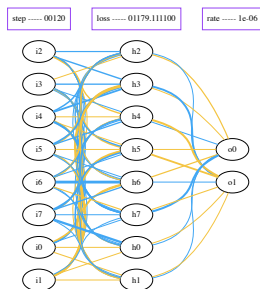 step ----- 00120 loss ----- 01179.111100 rate ----- 1e-06
i2 h2
i3 h3
i4 h4
i5 h5 o0
i6 h6 o1
i7 h7
i0 h0
i1 h1